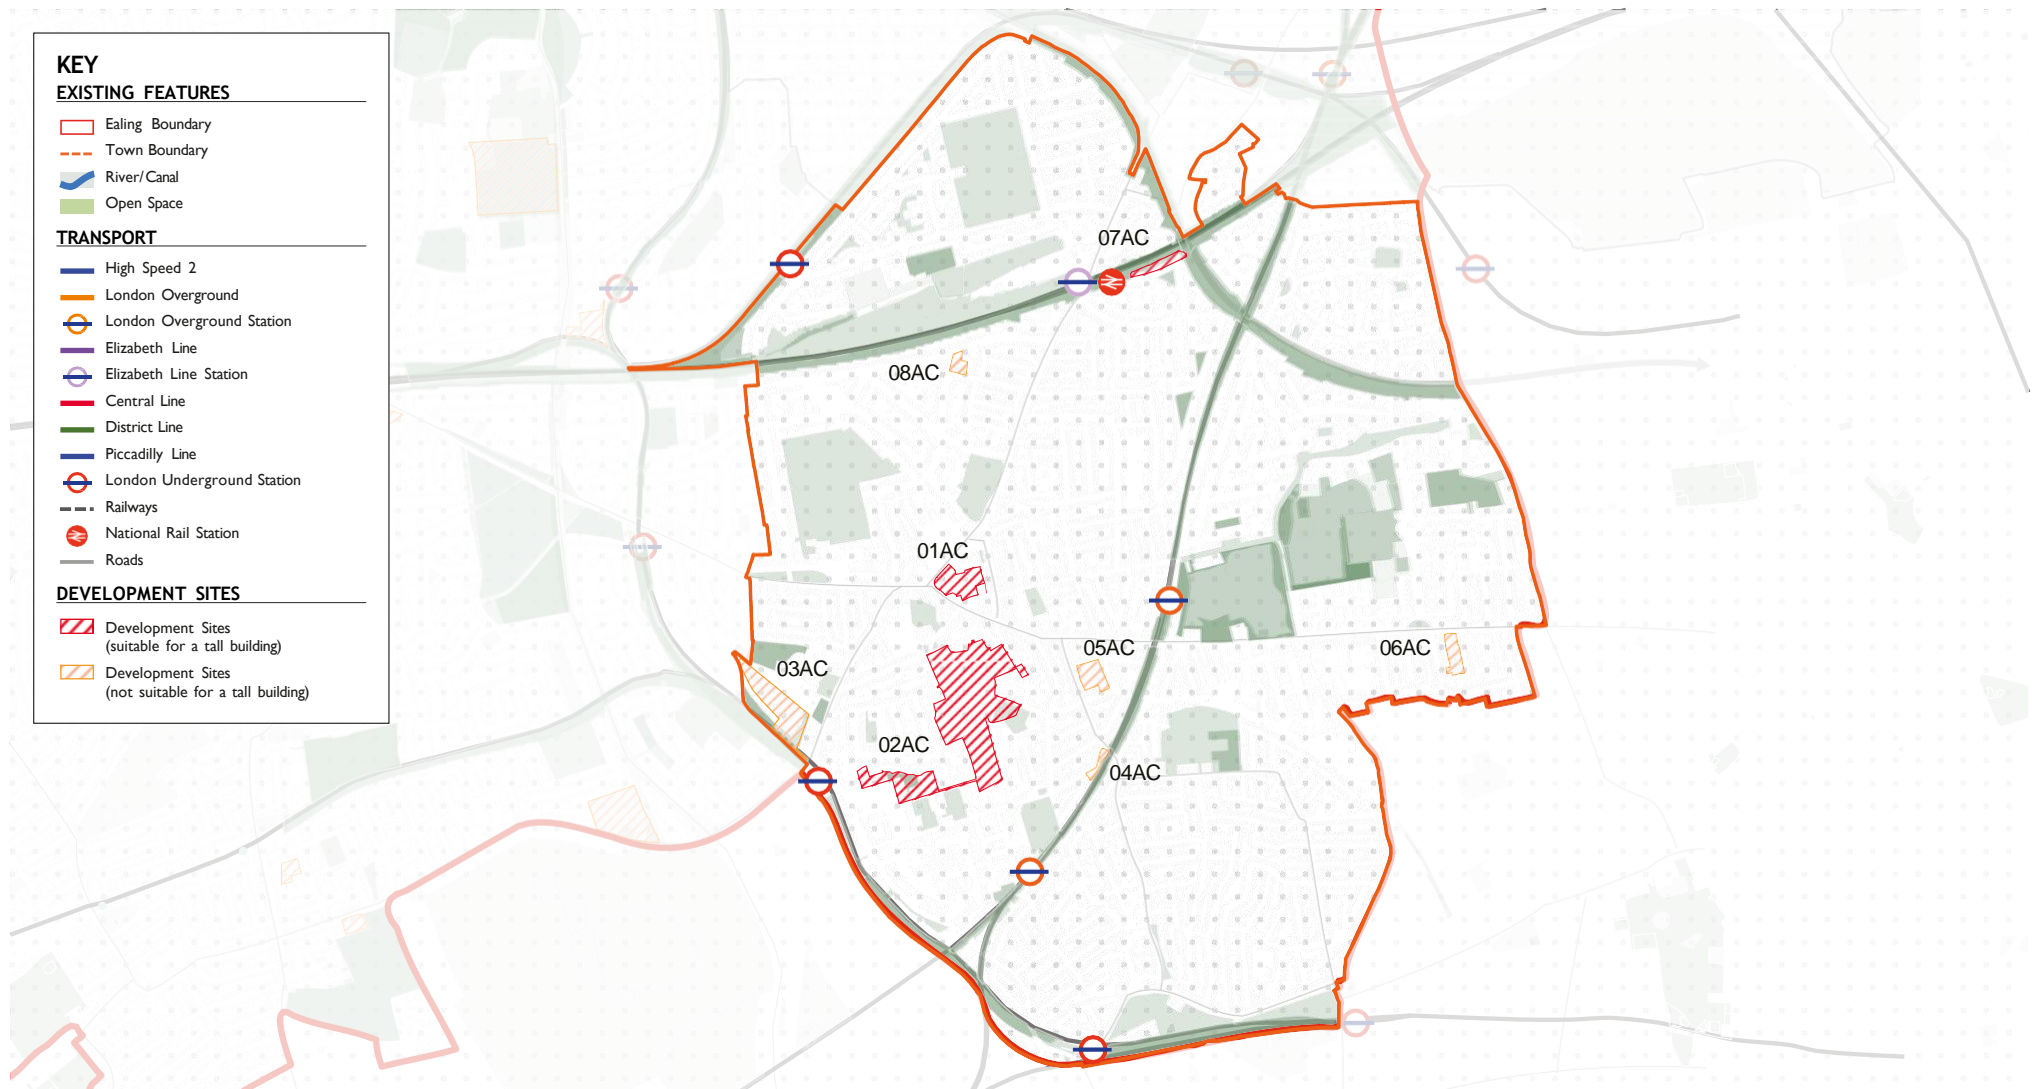 KEY
EXISTING FEATURES
Ealing Boundary
Town Boundary
River/Canal
Open Space
TRANSPORT
High Speed 2
London Overground
London Overground Station
Elizabeth Line
Elizabeth Line Station
Central Line
District Line
Piccadilly Line
London Underground Station
Railways
National Rail Station
Roads
DEVELOPMENT SITES
Development Sites
(suitable for a tall building)
Development Sites
(not suitable for a tall building)
07AC
08AC
01AC
05AC
06AC
03AC
02AC
04AC